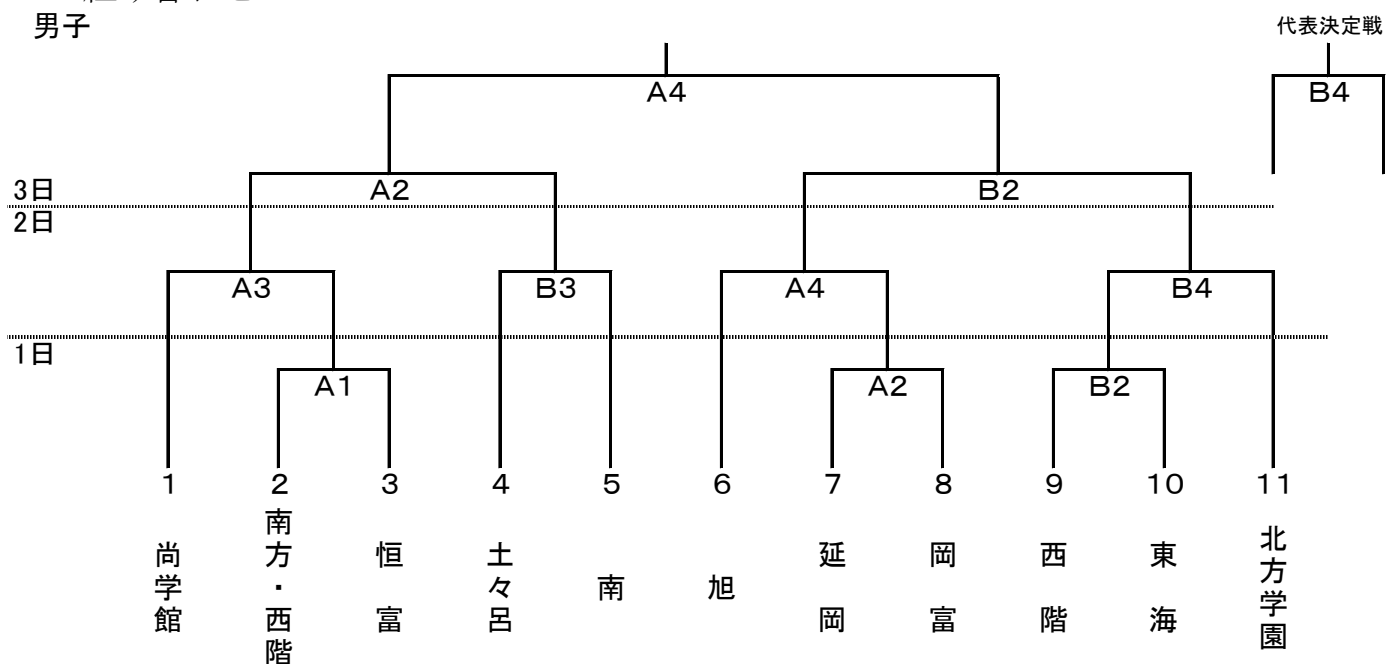 男子
代表決定戦
A4
B4
A2
B2
3日
2日
A3
B3
A4
B4
1日
A1
A2
B2
1
2
3
4
5
6
7
8
9
10
11
尚学館
南方・西階
恒富
土々呂
南
旭
延岡
岡富
西階
東海
北方学園